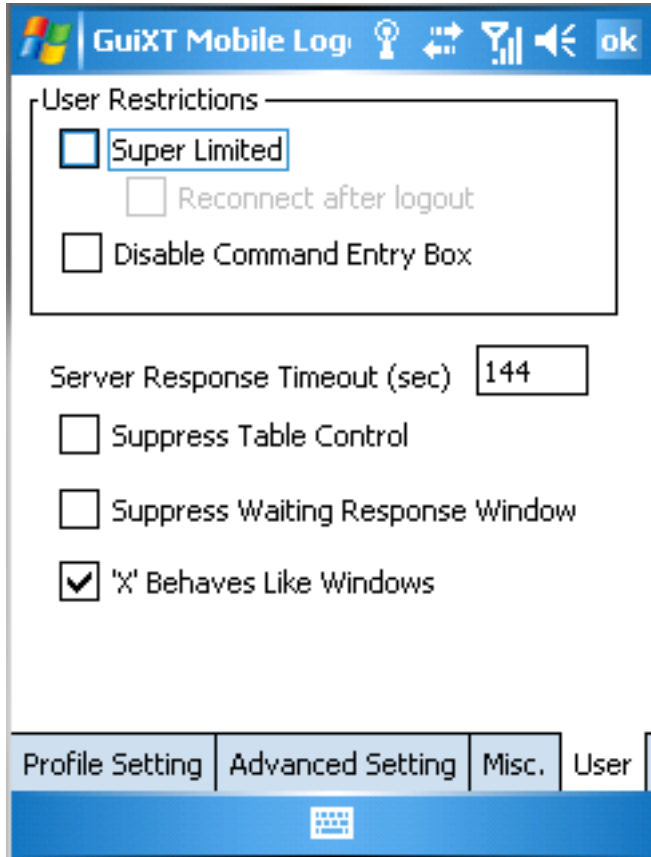 GuiXT Mobile Log
ok
User Restrictions
Super Limited
Reconnect after logout
Disable Command Entry Box
Server Response Timeout (sec) 144
Suppress Table Control
Suppress Waiting Response Window
'X' Behaves Like Windows
Profile Setting Advanced Setting Misc. User